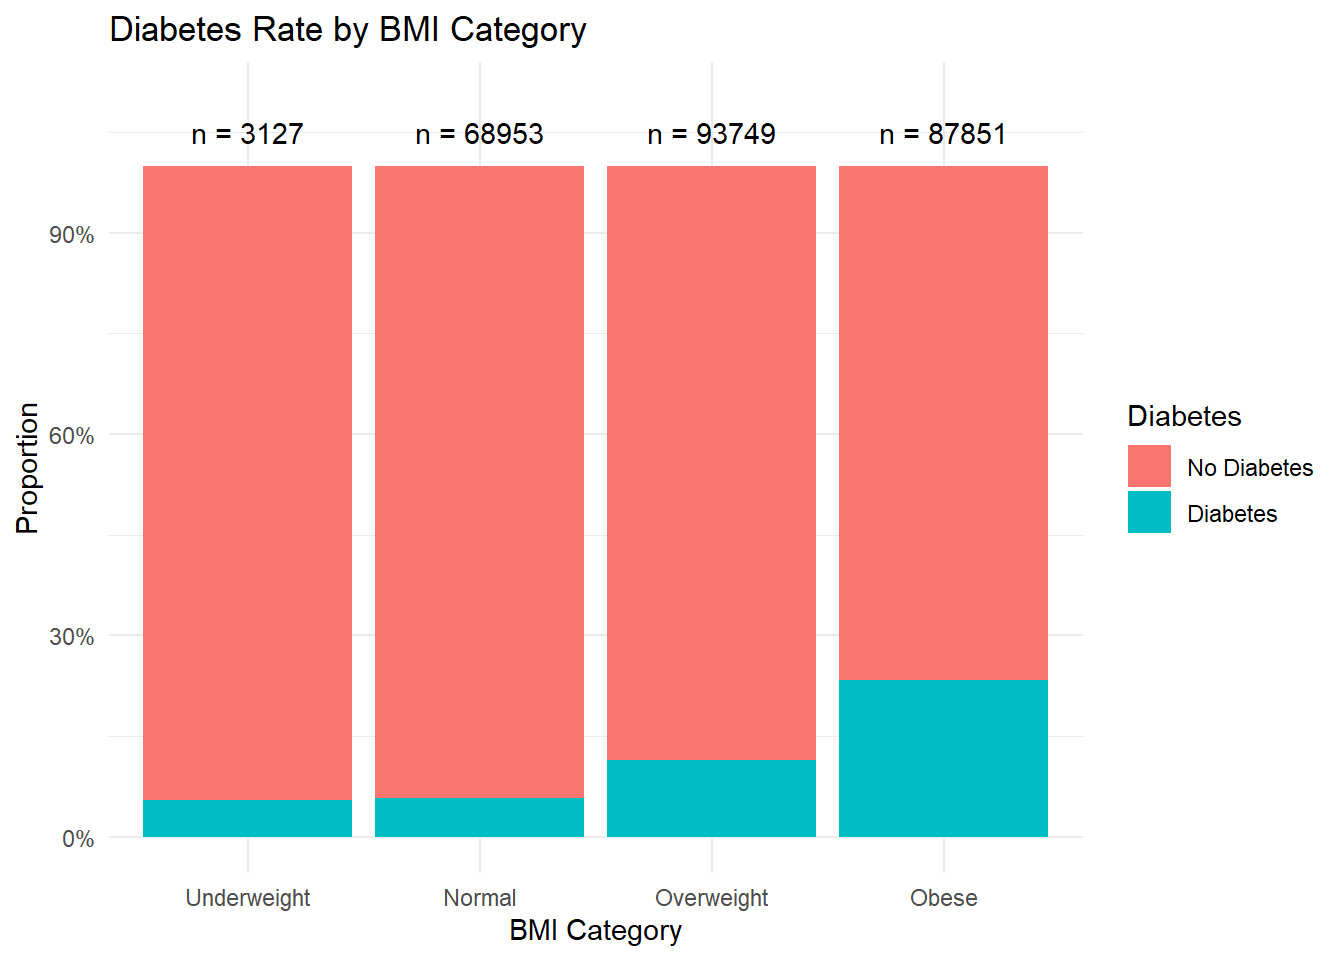 Diabetes Rate by BMI Category
n = 3127 n = 68953 n = 93749 n = 87851
90%
60%
30%
0%
Proportion
Underweight Normal Overweight Obese
BMI Category
Diabetes
No Diabetes
Diabetes